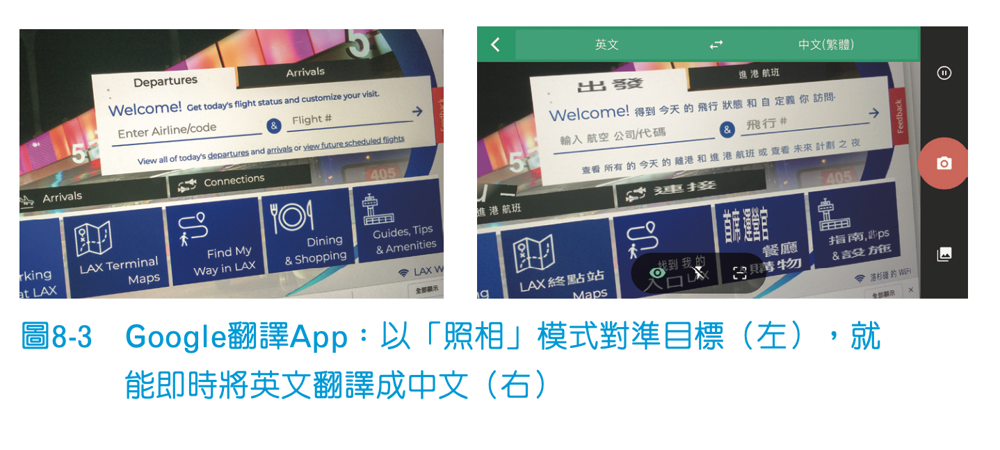 5
Departures
Arrivals
Welcome! Get today's flight status and customize your visit.
Enter Airline/code & Flight #
View all of today's departures and arrivals or view future scheduled flights
Feedback
5
405
Arrivals
Connections
LAX Terminal
Maps
Find My
Way in LAX
Dining
& Shopping
Guides, Tips
& Amenities
rking
at LAX
LAX W
全部顯示
英文
中文(繁體)
出發
進港航班
Welcome! 得到 今天 的 飛行 狀態 和 自 定義 你 訪問.
輸入 航空 公司/代碼 & 飛行 #
查看 所有 的 今天 的 離港 和 進 港 航班 或 查看 未來 計劃 之 夜
Feedback
5
405
進 港 航班
連接
LAX 終點站
Maps
找到 我 的
入口 LAX
首席運營官
餐廳
購物
指南,
ps
& 設施
ng
洛杉磯 的 WiFi
全部顯示
圖8-3 Google翻譯App：以「照相」模式對準目標（左），就
能即時將英文翻譯成中文（右）